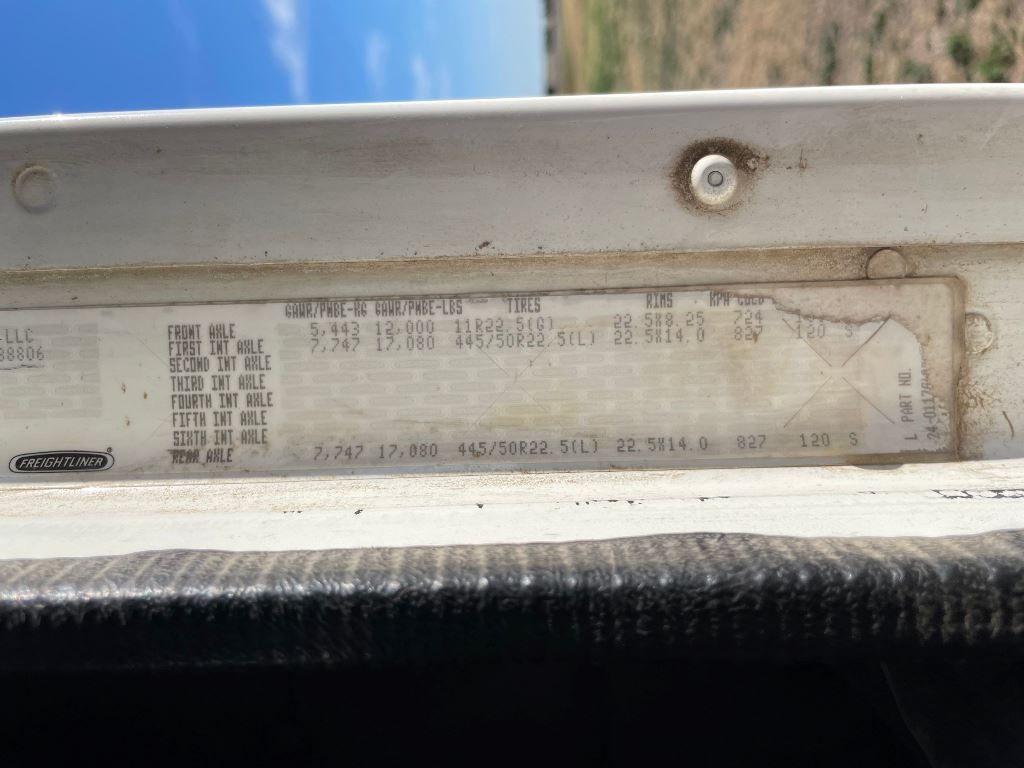 GAWR/PNBE-KG GAWR/PNBE-LBS TIRES RIMS KPA COLD
FRONT AXLE 5,443 12,000 11R22.5(G) 22.5X8.25 724
FIRST INT AXLE 7,747 17,080 445/50R22.5(L) 22.5X14.0 827 120 S
SECOND INT AXLE
THIRD INT AXLE
FOURTH INT AXLE
FIFTH INT AXLE
SIXTH INT AXLE
REAR AXLE 7,747 17,080 445/50R22.5(L) 22.5X14.0 827 120 S
LLC
38806
FREIGHTLINER
PART NO.